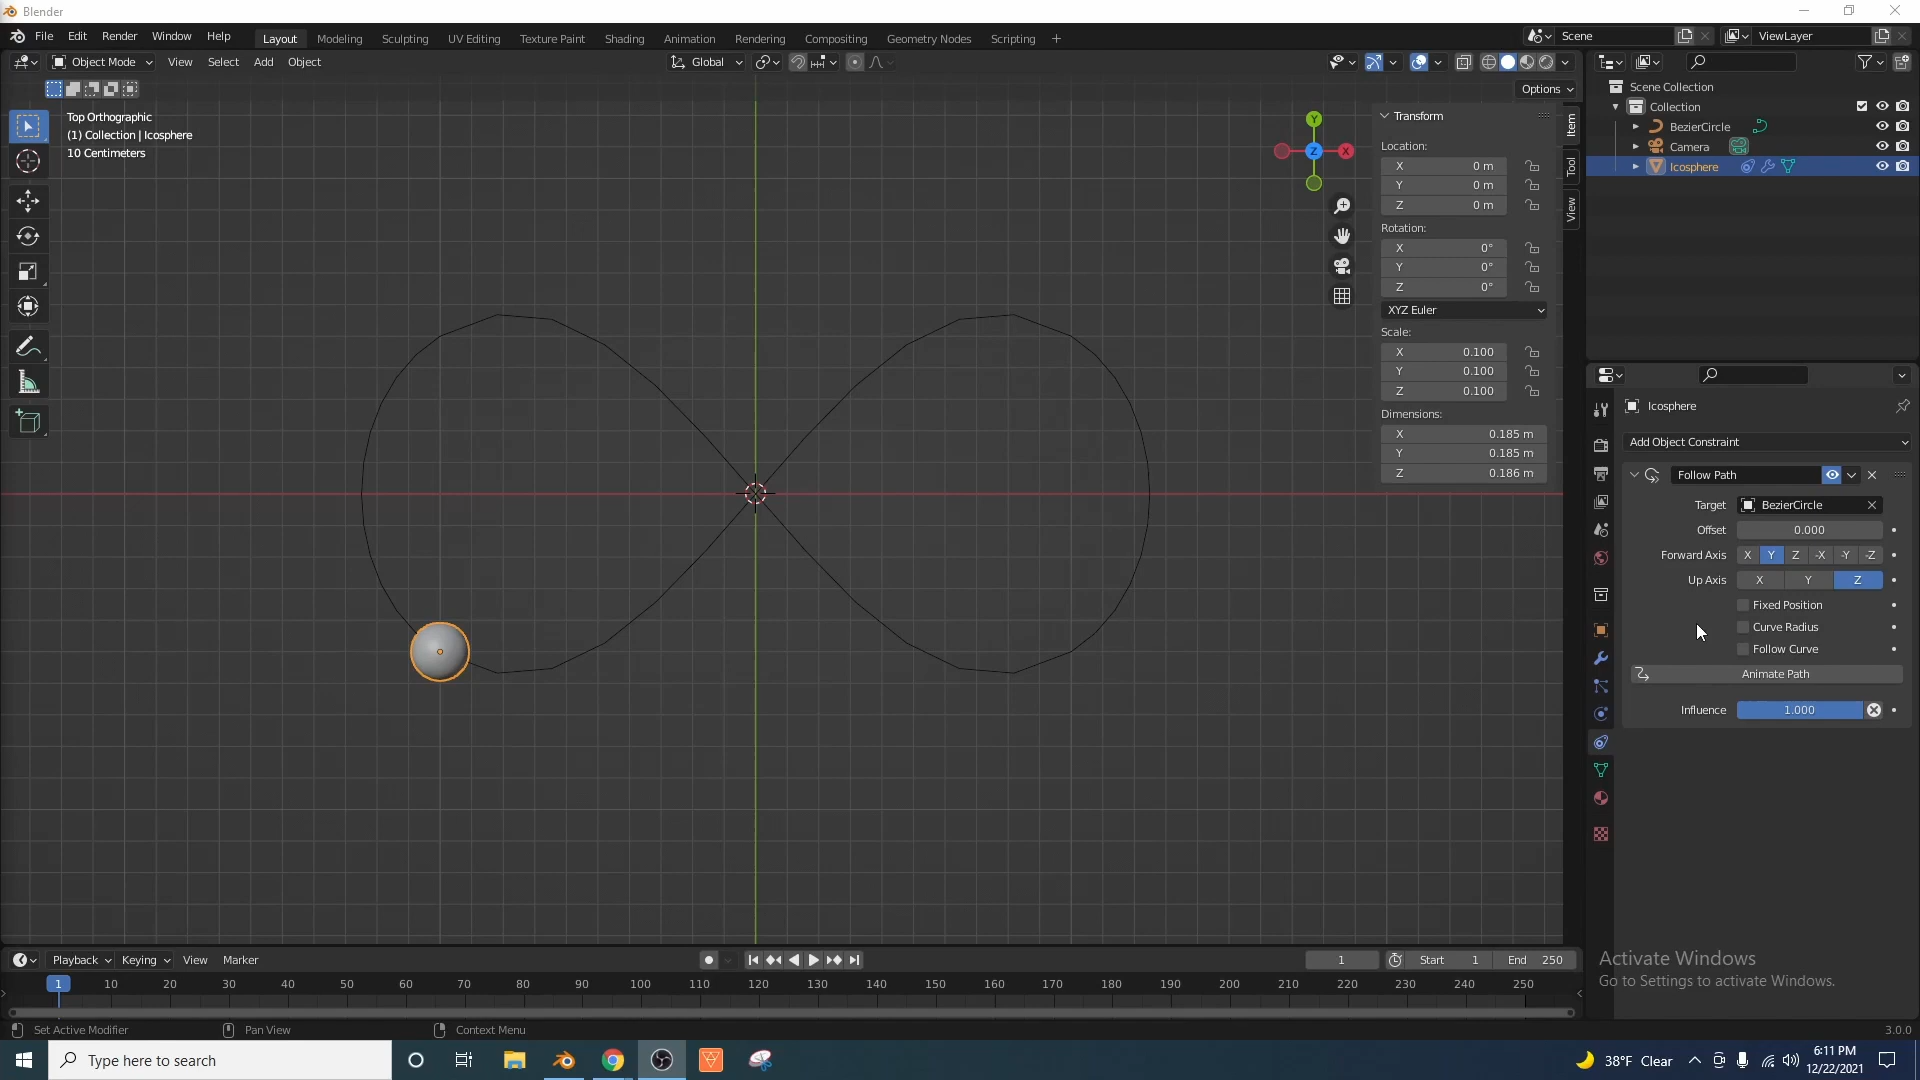 Blender
File Edit Render Window Help
Layout Modeling Sculpting UV Editing Texture Paint Shading Animation Rendering Compositing Geometry Nodes Scripting +
Scene
ViewLayer
Object Mode View Select Add Object
Global
Options
Top Orthographic
(1) Collection | Icosphere
10 Centimeters
Y
X
Z
Transform
Location:
X 0 m
Y 0 m
Z 0 m
Rotation:
X 0°
Y 0°
Z 0°
XYZ Euler
Scale:
X 0.100
Y 0.100
Z 0.100
Dimensions:
X 0.185 m
Y 0.185 m
Z 0.186 m
Item
Tool
View
Scene Collection
Collection
BezierCircle
Camera
Icosphere
Icosphere
Add Object Constraint
Follow Path
Target BezierCircle
Offset 0.000
Forward Axis X Y Z -X -Y -Z
Up Axis X Y Z
Fixed Position
Curve Radius
Follow Curve
Animate Path
Influence 1.000
Activate Windows
Go to Settings to activate Windows.
Playback Keying View Marker
1 Start 1 End 250
1 10 20 30 40 50 60 70 80 90 100 110 120 130 140 150 160 170 180 190 200 210 220 230 240 250
Set Active Modifier Pan View Context Menu
3.0.0
Type here to search
38°F Clear
6:11 PM
12/22/2021